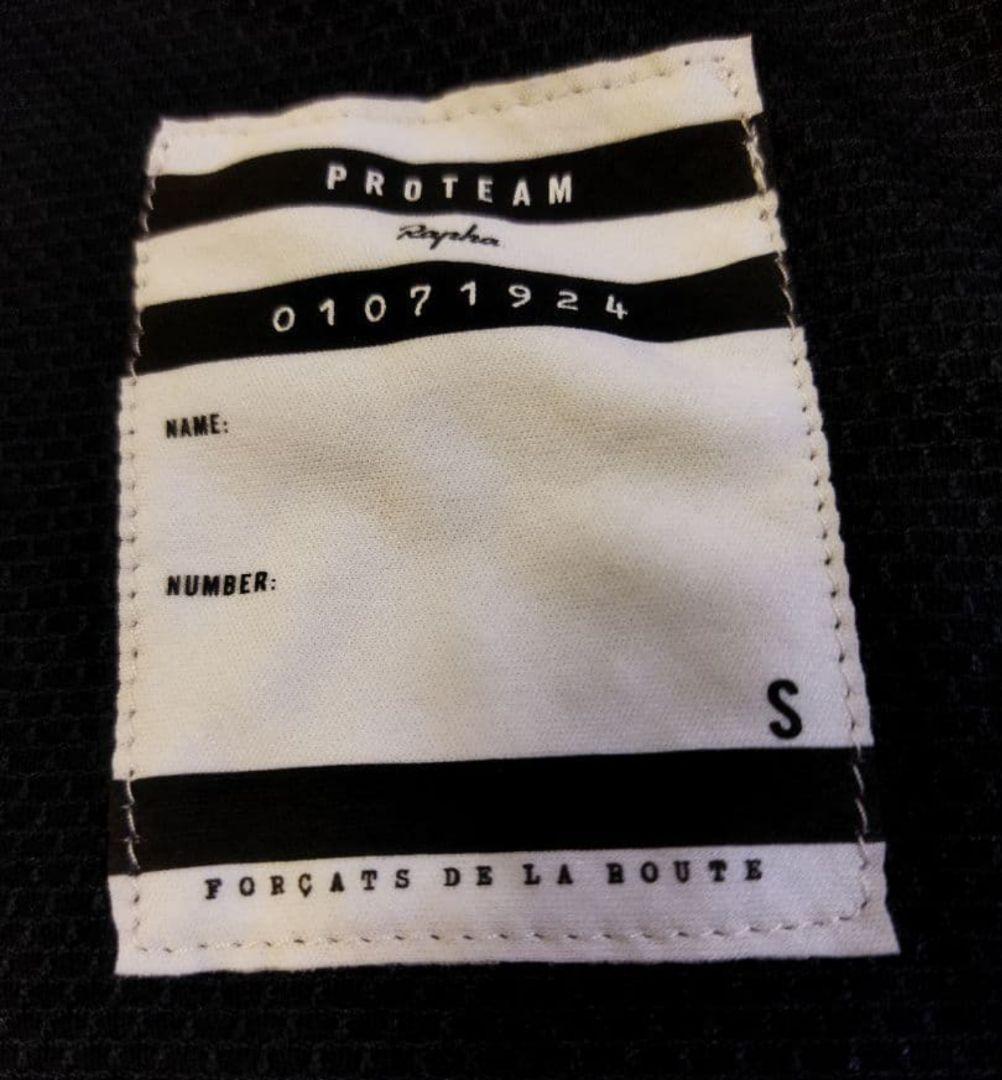 PROTEAM
Rapha
01071924
NAME:
NUMBER:
S
FORÇATS DE LA ROUTE